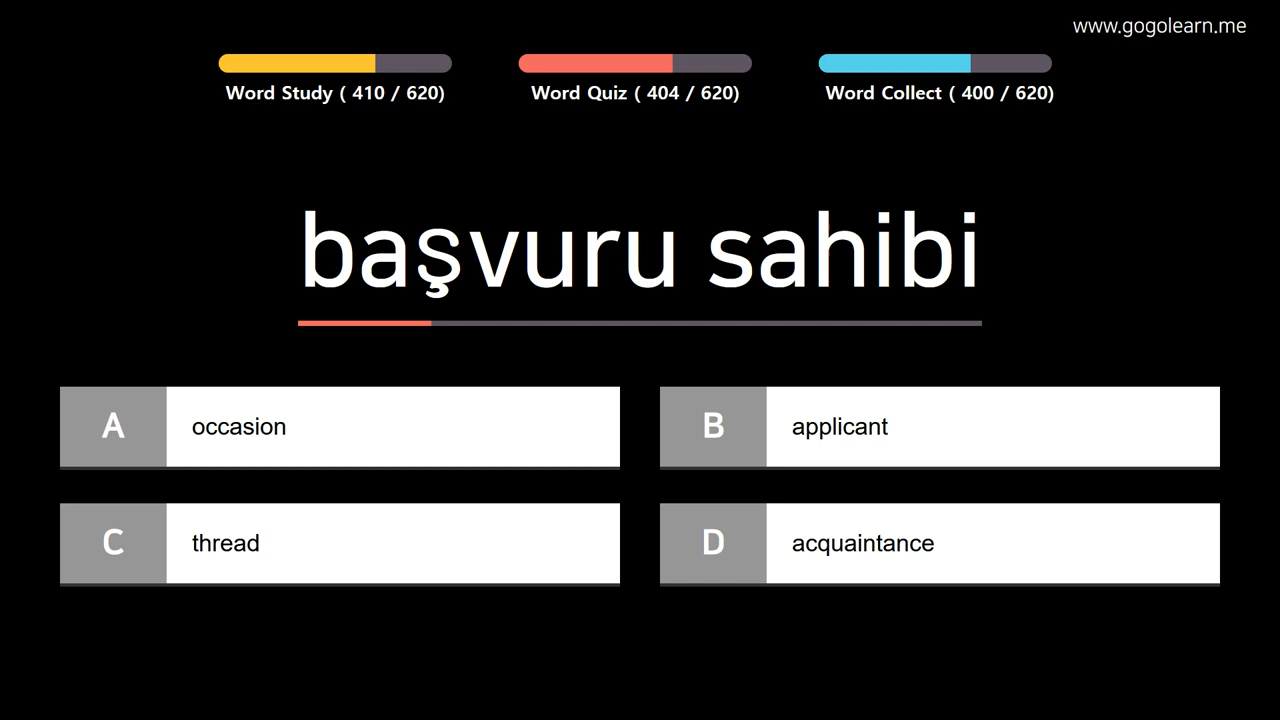 www.gogolearn.me
Word Study ( 410 / 620)
Word Quiz ( 404 / 620)
Word Collect ( 400 / 620)
başvuru sahibi
A
occasion
B
applicant
C
thread
D
acquaintance